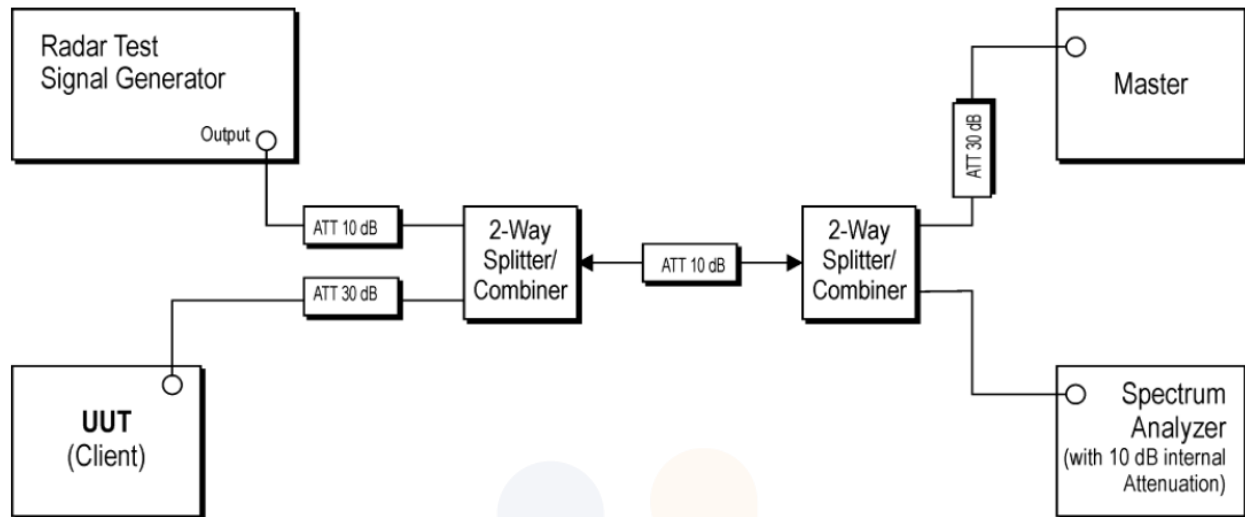 Radar Test
Signal Generator
Output
ATT 10 dB
ATT 30 dB
2-Way
Splitter/
Combiner
ATT 10 dB
2-Way
Splitter/
Combiner
ATT 30 dB
Master
UUT
(Client)
Spectrum
Analyzer
(with 10 dB internal
Attenuation)